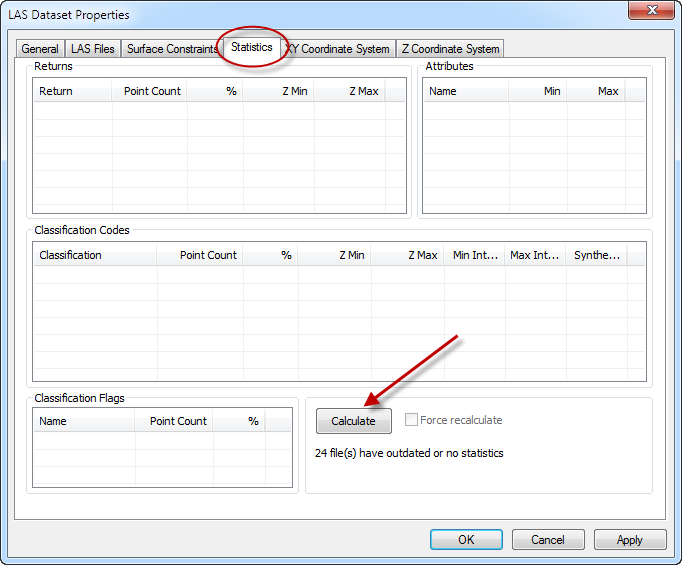 LAS Dataset Properties
General LAS Files Surface Constraints Statistics XY Coordinate System Z Coordinate System
Returns
Return Point Count % Z Min Z Max
Attributes
Name Min Max
Classification Codes
Classification Point Count % Z Min Z Max Min Int... Max Int... Synthe...
Classification Flags
Name Point Count %
Calculate Force recalculate
24 file(s) have outdated or no statistics
OK Cancel Apply